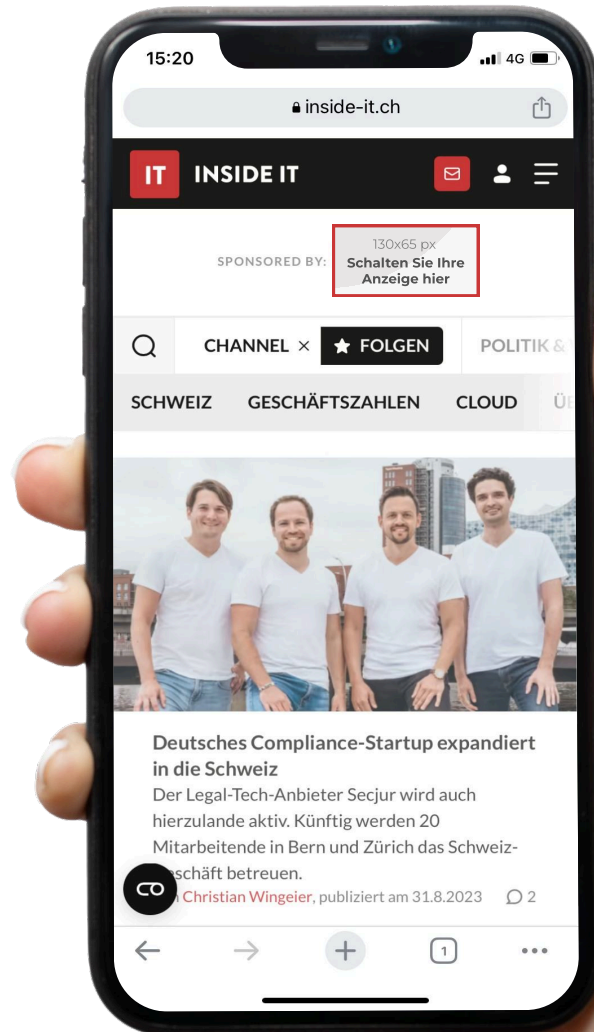 15:20
4G
inside-it.ch
IT INSIDE IT
SPONSORED BY:
130x65 px
Schalten Sie Ihre
Anzeige hier
CHANNEL × FOLGEN POLITIK &
SCHWEIZ GESCHÄFTSZAHLEN CLOUD
Deutsches Compliance-Startup expandiert
in die Schweiz
Der Legal-Tech-Anbieter Secjur wird auch
hierzulande aktiv. Künftig werden 20
Mitarbeitende in Bern und Zürich das Schweiz-
schäft betreuen.
Christian Wingeier, publiziert am 31.8.2023 2
1